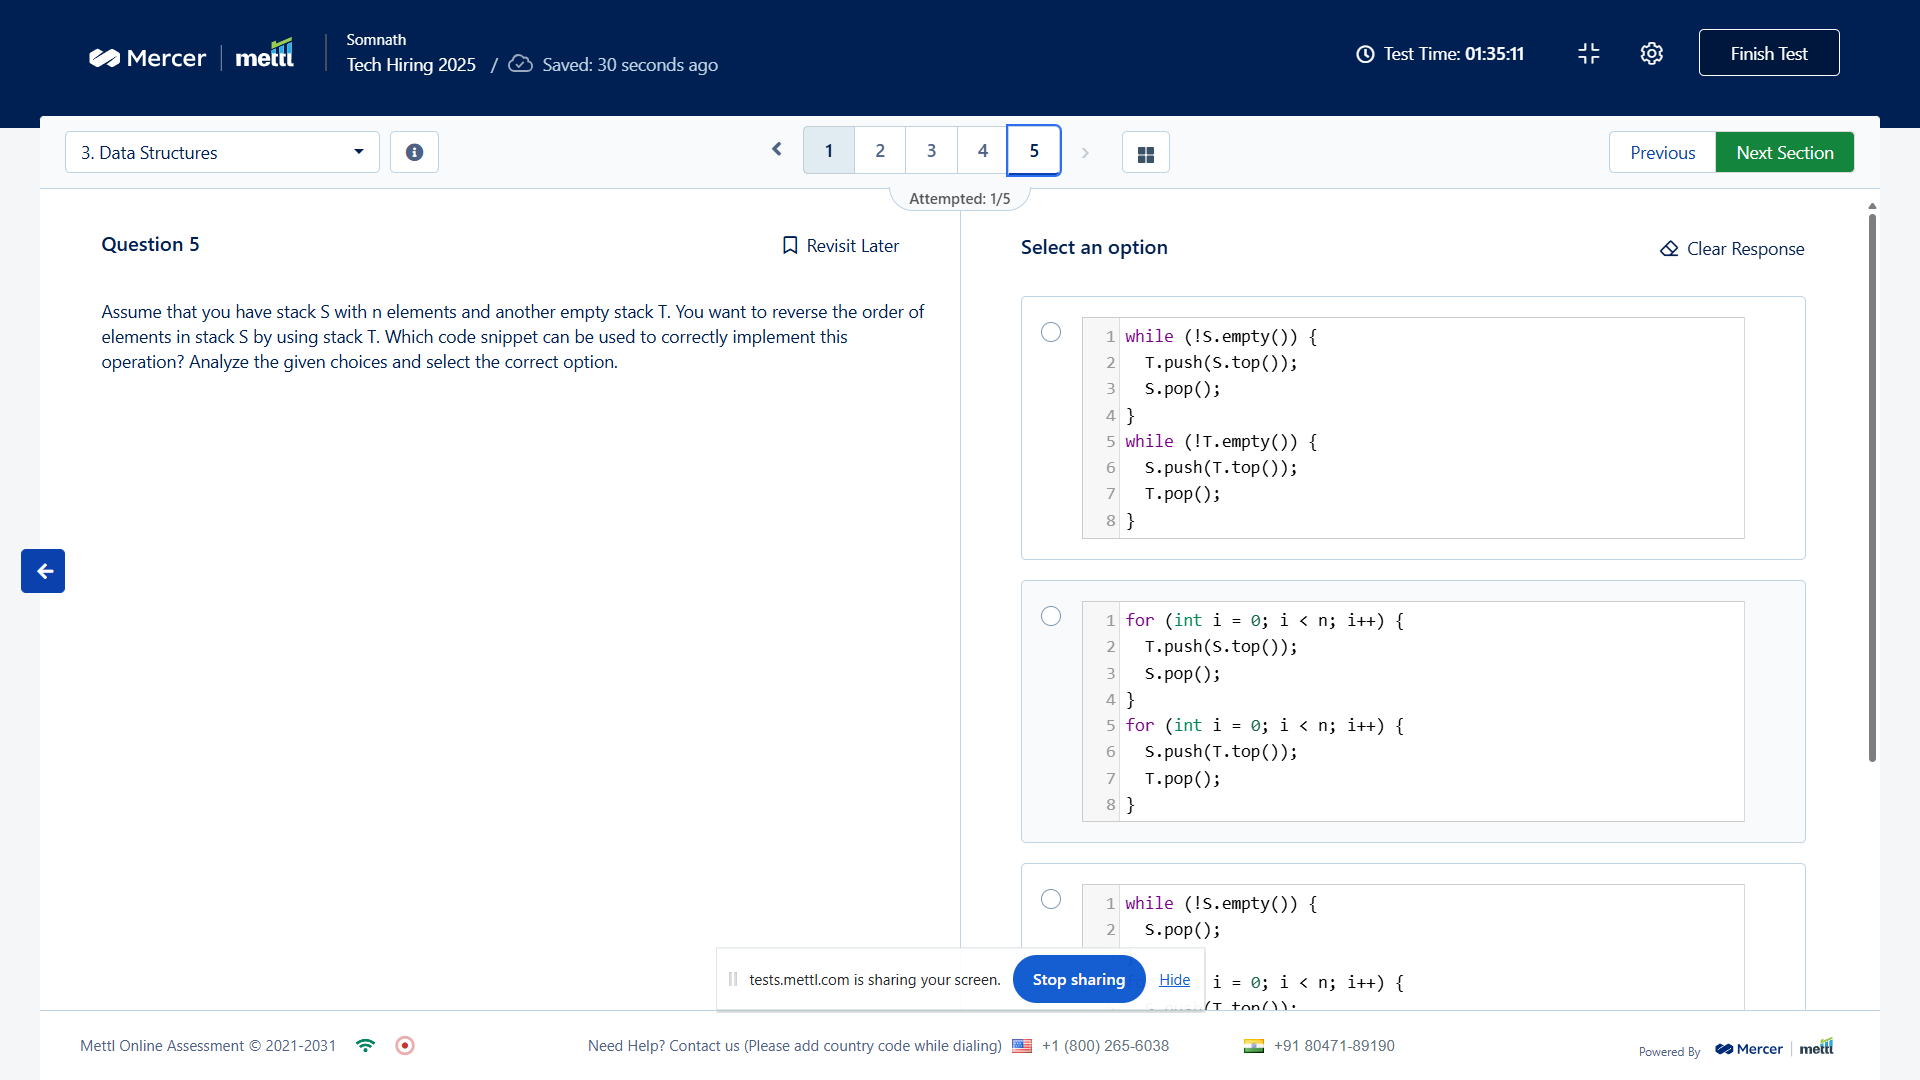 Mercer | mettl
Somnath
Tech Hiring 2025 / Saved: 30 seconds ago
Test Time: 01:35:11
Finish Test
3. Data Structures
1 2 3 4 5
Previous
Next Section
Attempted: 1/5
Question 5
Revisit Later
Assume that you have stack S with n elements and another empty stack T. You want to reverse the order of
elements in stack S by using stack T. Which code snippet can be used to correctly implement this
operation? Analyze the given choices and select the correct option.
Select an option
Clear Response
1 while (!S.empty()) {
2 T.push(S.top());
3 S.pop();
4 }
5 while (!T.empty()) {
6 S.push(T.top());
7 T.pop();
8 }
1 for (int i = 0; i < n; i++) {
2 T.push(S.top());
3 S.pop();
4 }
5 for (int i = 0; i < n; i++) {
6 S.push(T.top());
7 T.pop();
8 }
1 while (!S.empty()) {
2 S.pop();
i = 0; i < n; i++) {
tests.mettl.com is sharing your screen.
Stop sharing
Hide
Mettl Online Assessment © 2021-2031
Need Help? Contact us (Please add country code while dialing) +1 (800) 265-6038
+91 80471-89190
Powered By Mercer | mettl